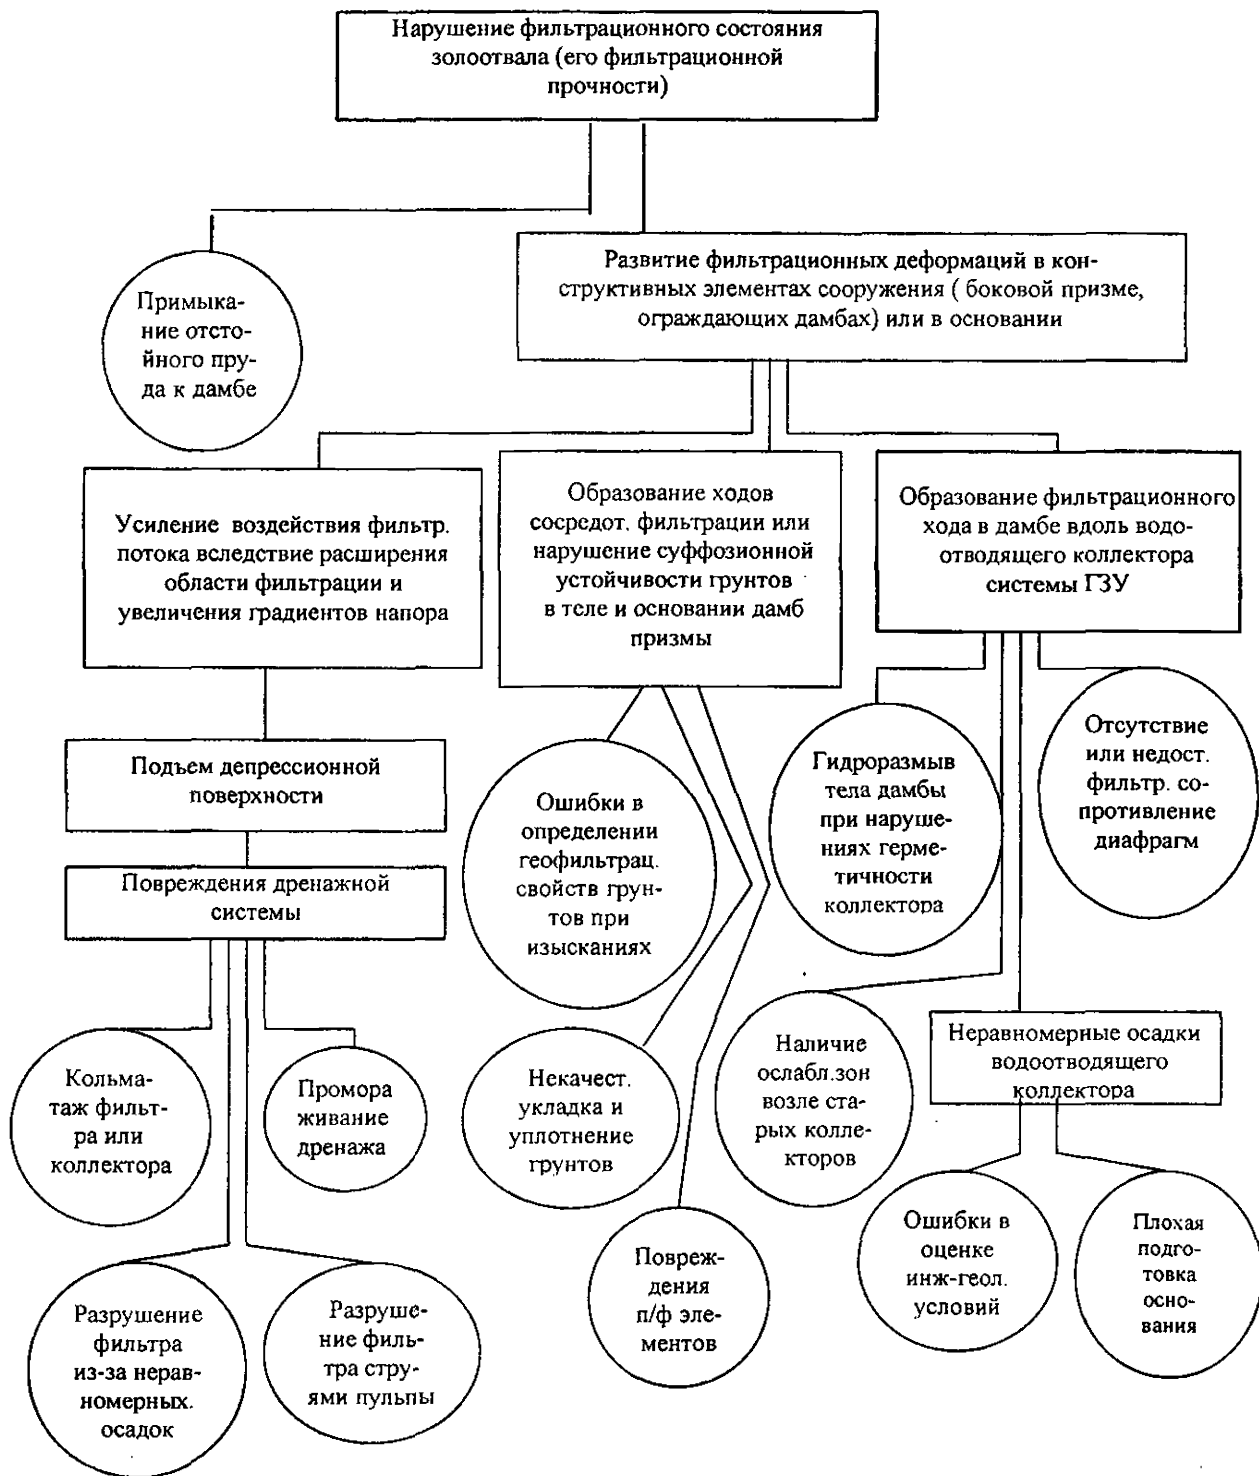 Нарушение фильтрационного состояния
золоотвала (его фильтрационной
прочности)
Примыка-
ние отсто-
йного пру-
да к дамбе
Развитие фильтрационных деформаций в кон-
структивных элементах сооружения ( боковой призме,
ограждающих дамбах) или в основании
Усиление воздействия фильтр.
потока вследствие расширения
области фильтрации и
увеличения градиентов напора
Образование ходов
сосредот. фильтрации или
нарушение суффозионной
устойчивости грунтов
в теле и основании дамб
призмы
Образование фильтрационного
хода в дамбе вдоль водо-
отводящего коллектора
системы ГЗУ
Подъем депрессионной
поверхности
Повреждения дренажной
системы
Ошибки в
определении
геофильтрац.
свойств грун-
тов при
изысканиях
Гидроразмыв
тела дамбы
при наруше-
ниях герме-
тичности
коллектора
Отсутствие
или недост.
фильтр. со-
противление
диафрагм
Кольма-
таж фильт-
ра или
коллектора
Промора
живание
дренажа
Некачест.
укладка и
уплотнение
грунтов
Наличие
ослабл.зон
возле ста-
рых колле-
кторов
Неравномерные осадки
водоотводящего
коллектора
Разрушение
фильтра
из-за нерав-
номерных.
осадок
Разруше-
ние филь-
тра стру-
ями пульпы
Повреж-
дения
п/ф эле-
ментов
Ошибки в
оценке
инж-геол.
условий
Плохая
подго-
товка
осно-
вания